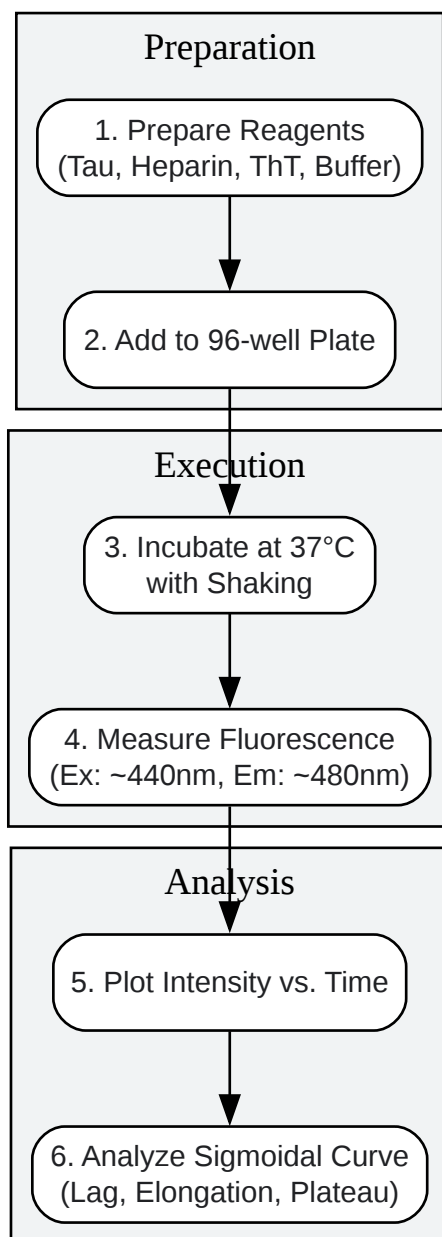 Preparation
1. Prepare Reagents
(Tau, Heparin, ThT, Buffer)
2. Add to 96-well Plate
Execution
3. Incubate at 37°C
with Shaking
4. Measure Fluorescence
(Ex: ~440nm, Em: ~480nm)
Analysis
5. Plot Intensity vs. Time
6. Analyze Sigmoidal Curve
(Lag, Elongation, Plateau)